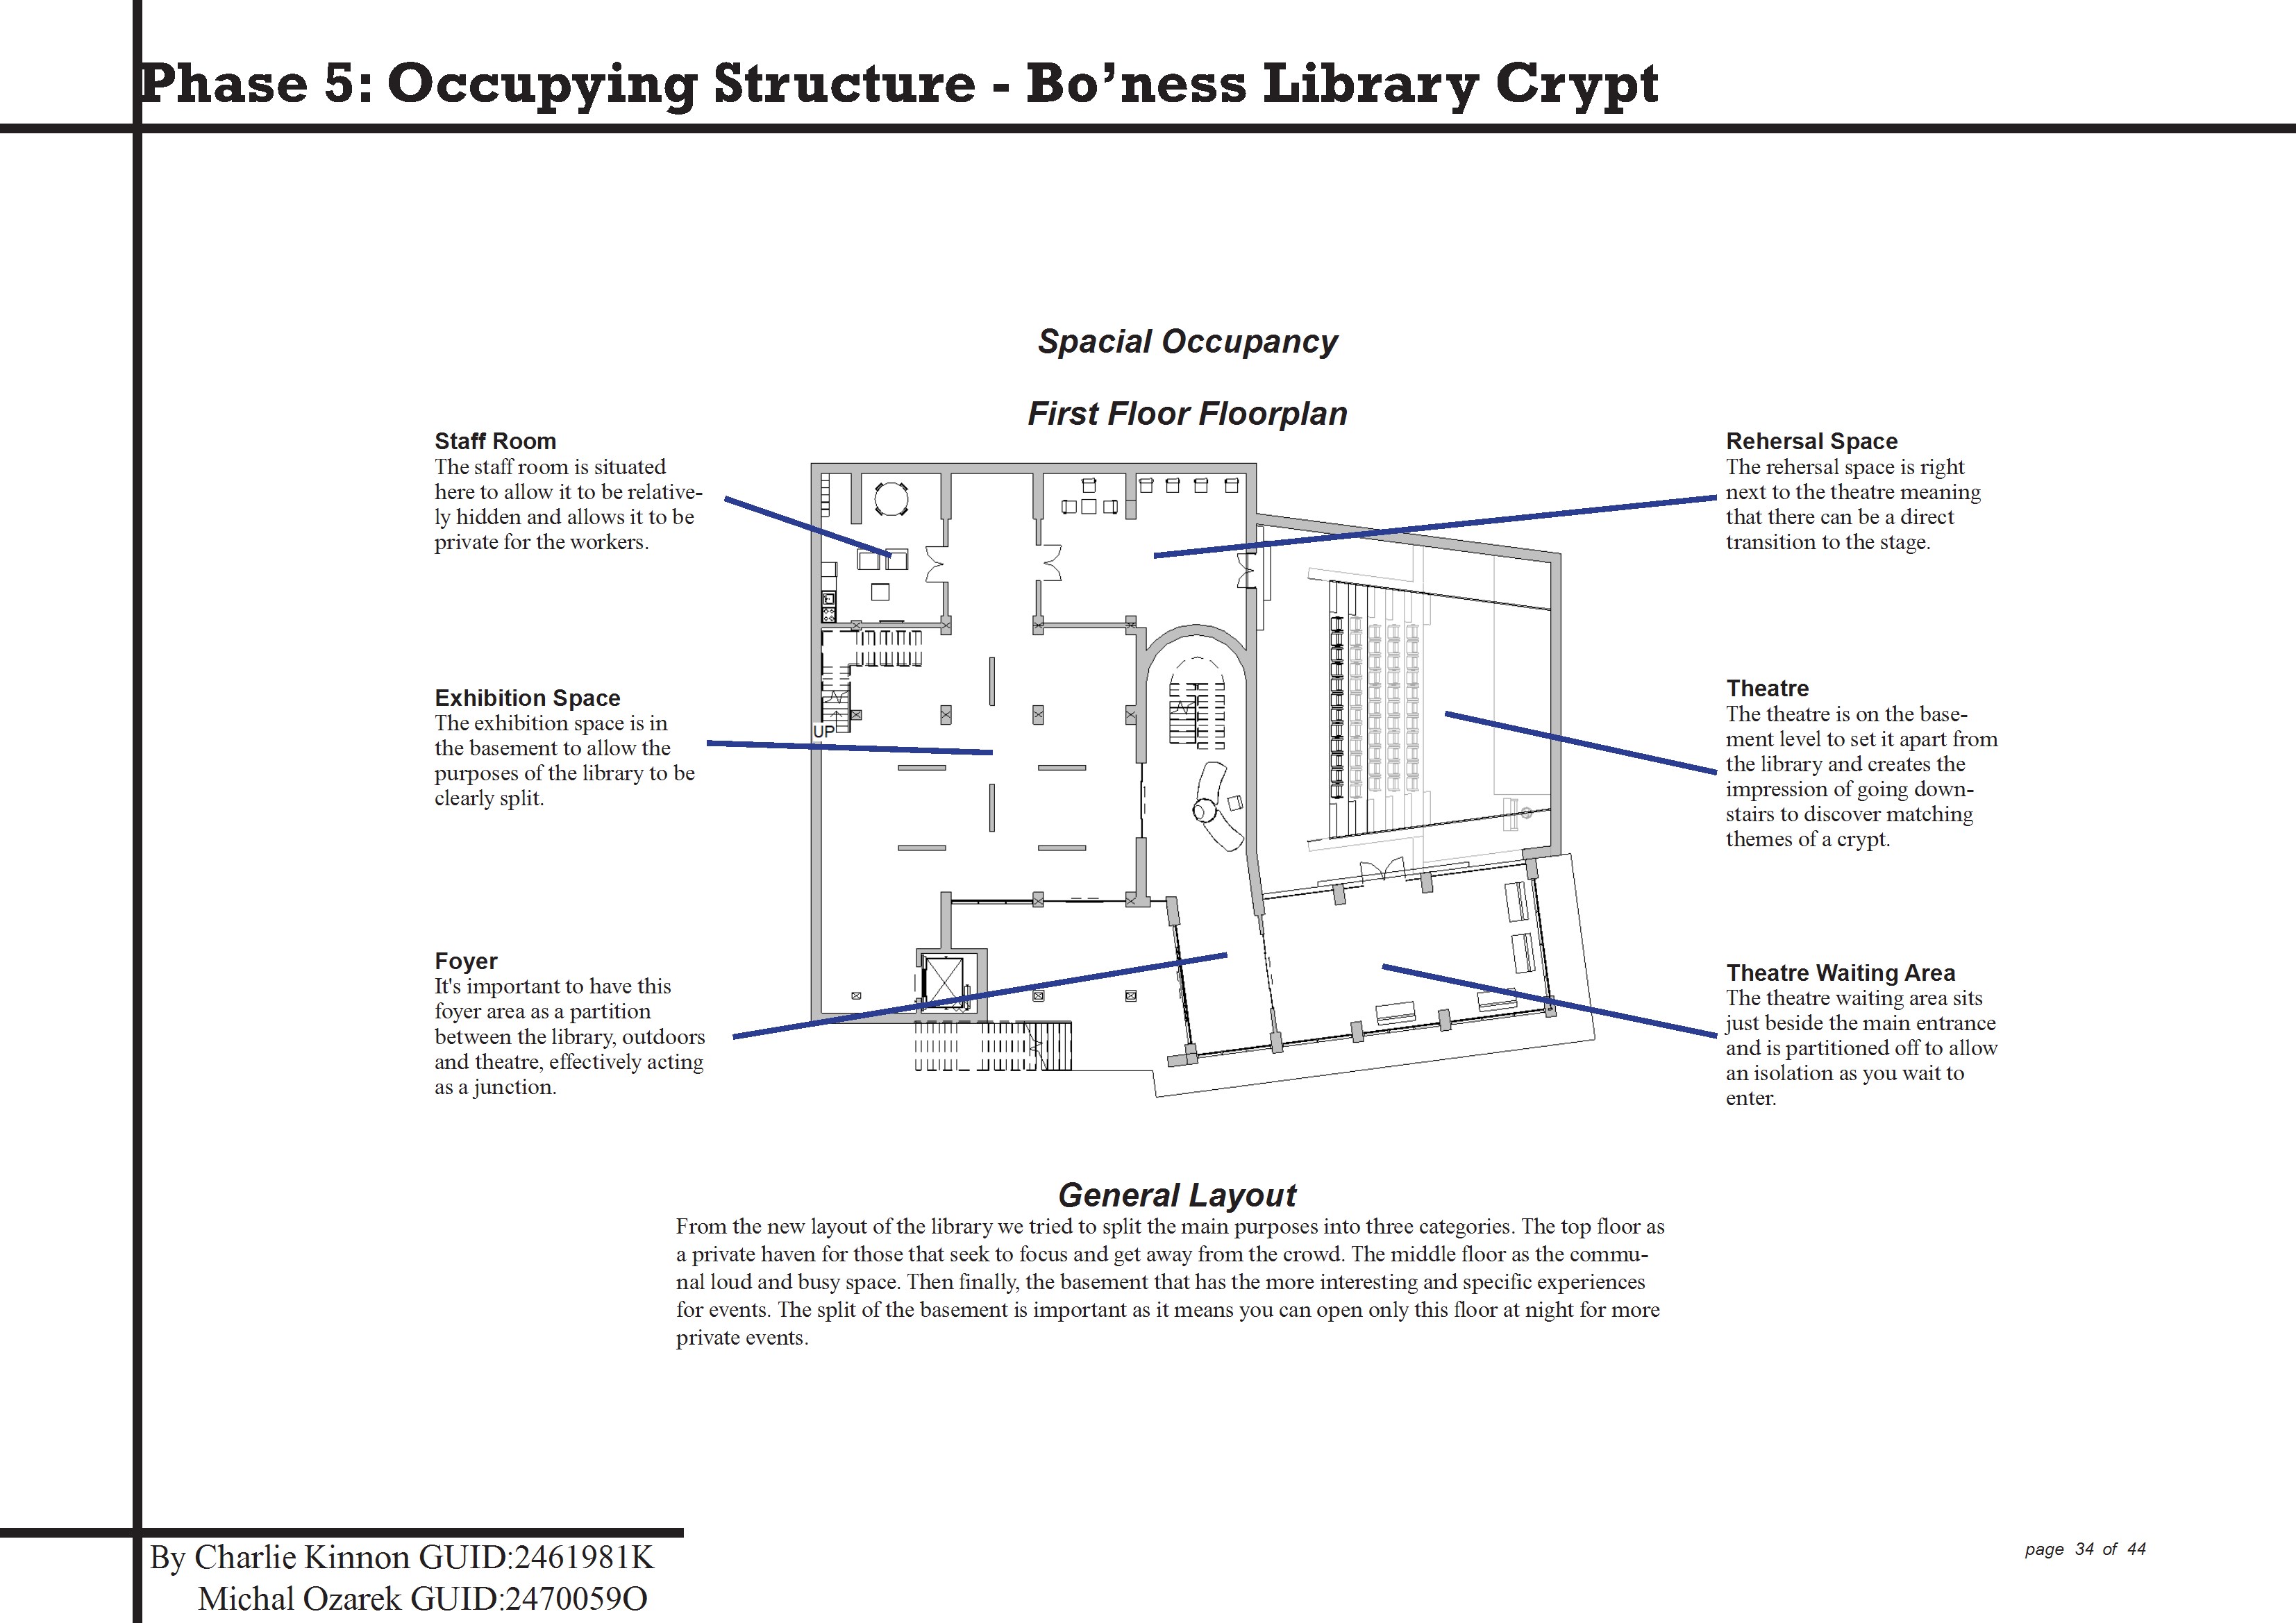 Phase 5: Occupying Structure - Bo’ness Library Crypt
Spacial Occupancy
First Floor Floorplan
Staff Room
The staff room is situated
here to allow it to be relative-
ly hidden and allows it to be
private for the workers.
Exhibition Space
The exhibition space is in
the basement to allow the
purposes of the library to be
clearly split.
Foyer
It's important to have this
foyer area as a partition
between the library, outdoors
and theatre, effectively acting
as a junction.
UP
Rehersal Space
The rehersal space is right
next to the theatre meaning
that there can be a direct
transition to the stage.
Theatre
The theatre is on the base-
ment level to set it apart from
the library and creates the
impression of going down-
stairs to discover matching
themes of a crypt.
Theatre Waiting Area
The theatre waiting area sits
just beside the main entrance
and is partitioned off to allow
an isolation as you wait to
enter.
General Layout
From the new layout of the library we tried to split the main purposes into three categories. The top floor as
a private haven for those that seek to focus and get away from the crowd. The middle floor as the commu-
nal loud and busy space. Then finally, the basement that has the more interesting and specific experiences
for events. The split of the basement is important as it means you can open only this floor at night for more
private events.
By Charlie Kinnon GUID:2461981K
Michal Ozarek GUID:2470059O
page 34 of 44